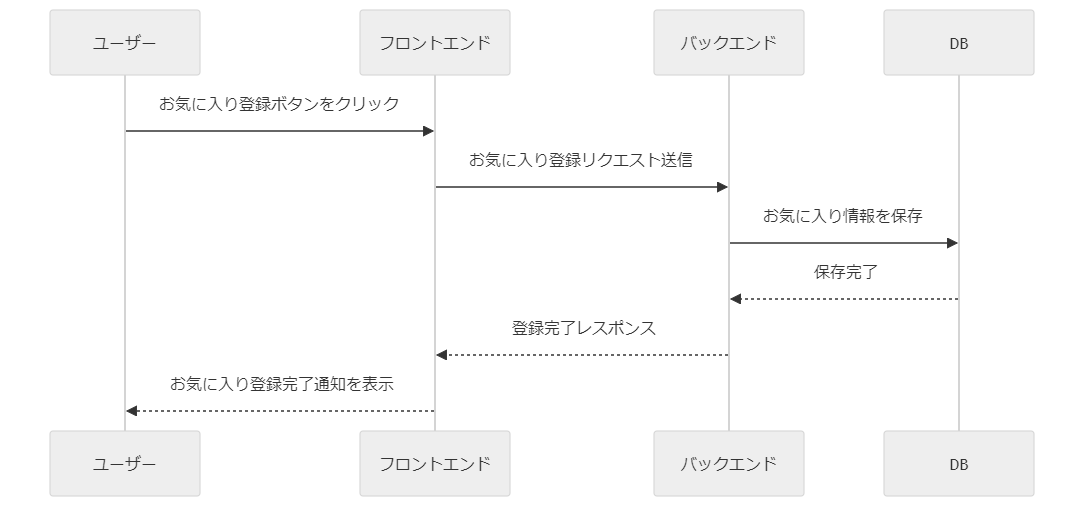 ユーザー
フロントエンド
バックエンド
DB
お気に入り登録ボタンをクリック
お気に入り登録リクエスト送信
お気に入り情報を保存
保存完了
登録完了レスポンス
お気に入り登録完了通知を表示
ユーザー
フロントエンド
バックエンド
DB